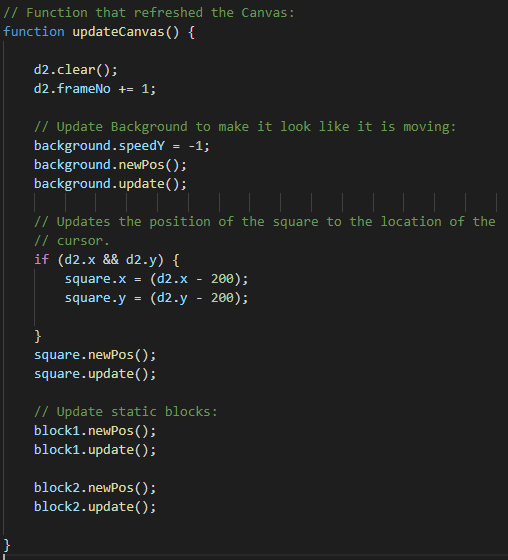 // Function that refreshed the Canvas:
function updateCanvas() {
d2.clear();
d2.frameNo += 1;
// Update Background to make it look like it is moving:
background.speedY = -1;
background.newPos();
background.update();
// Updates the position of the square to the location of the
// cursor.
if (d2.x && d2.y) {
square.x = (d2.x - 200);
square.y = (d2.y - 200);
}
square.newPos();
square.update();
// Update static blocks:
block1.newPos();
block1.update();
block2.newPos();
block2.update();
}